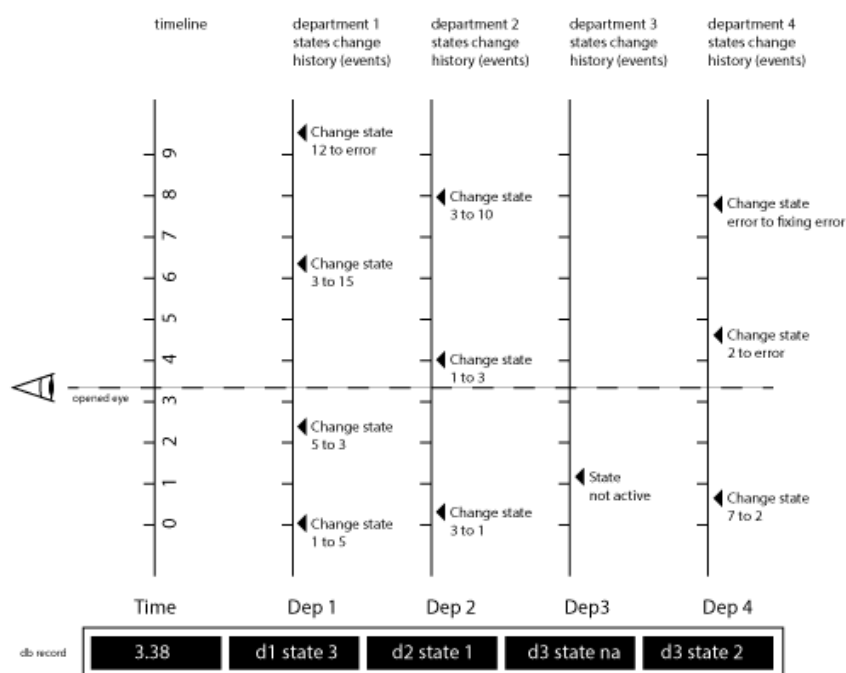 timeline
department 1
states change
history (events)
department 2
states change
history (events)
department 3
states change
history (events)
department 4
states change
history (events)
9
8
7
6
5
4
3
2
1
0
Change state
12 to error
Change state
3 to 15
Change state
5 to 3
Change state
1 to 5
Change state
3 to 10
Change state
1 to 3
Change state
3 to 1
State
not active
Change state
error to fixing error
Change state
2 to error
Change state
7 to 2
opened eye
Time
Dep 1
Dep 2
Dep3
Dep 4
db record
3.38
d1 state 3
d2 state 1
d3 state na
d3 state 2